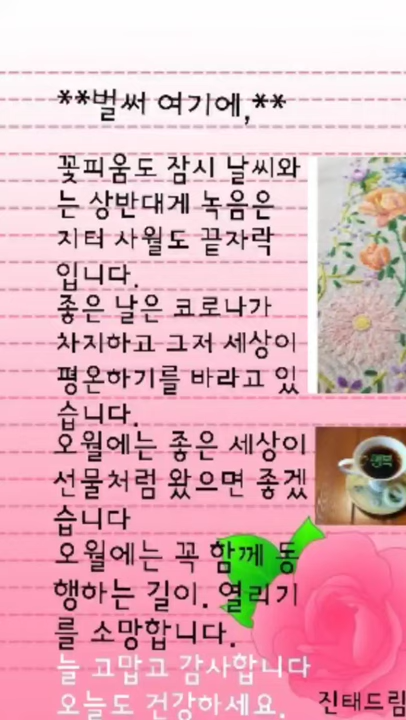 **벌써 여기에,**
꽃피움도 잠시 날씨와
는 상반대게 녹음은
지터 사월도 끝자락
입니다.
좋은 날은 코로나가
차지하고 그저 세상이
평온하기를 바라고 있
습니다.
오월에는 좋은 세상이
선물처럼 왔으면 좋겠
습니다
오월에는 꼭 함께 동
행하는 길이. 열리기
를 소망합니다.
늘 고맙고 감사합니다
오늘도 건강하세요.
진태드림
행복